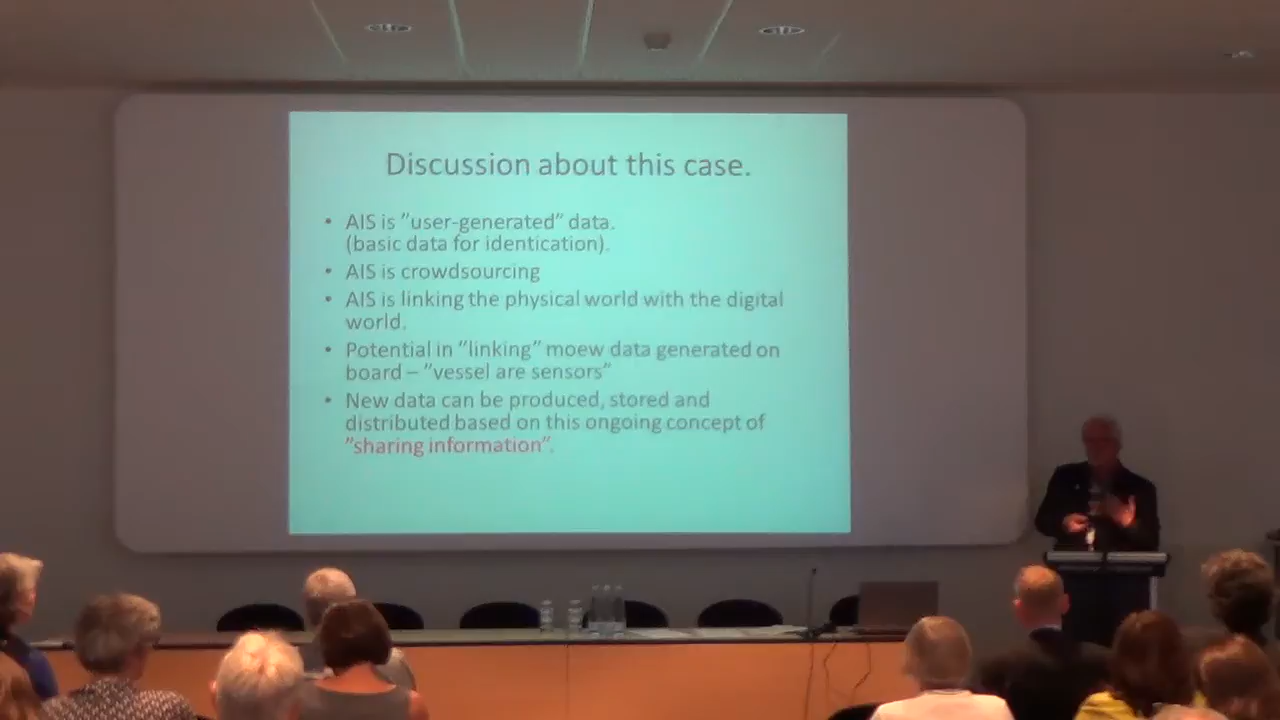 Discussion about this case.
• AIS is ”user-generated” data.
(basic data for identication).
• AIS is crowdsourcing
• AIS is linking the physical world with the digital
world.
• Potential in ”linking” moew data generated on
board – ”vessel are sensors”
• New data can be produced, stored and
distributed based on this ongoing concept of
”sharing information”.